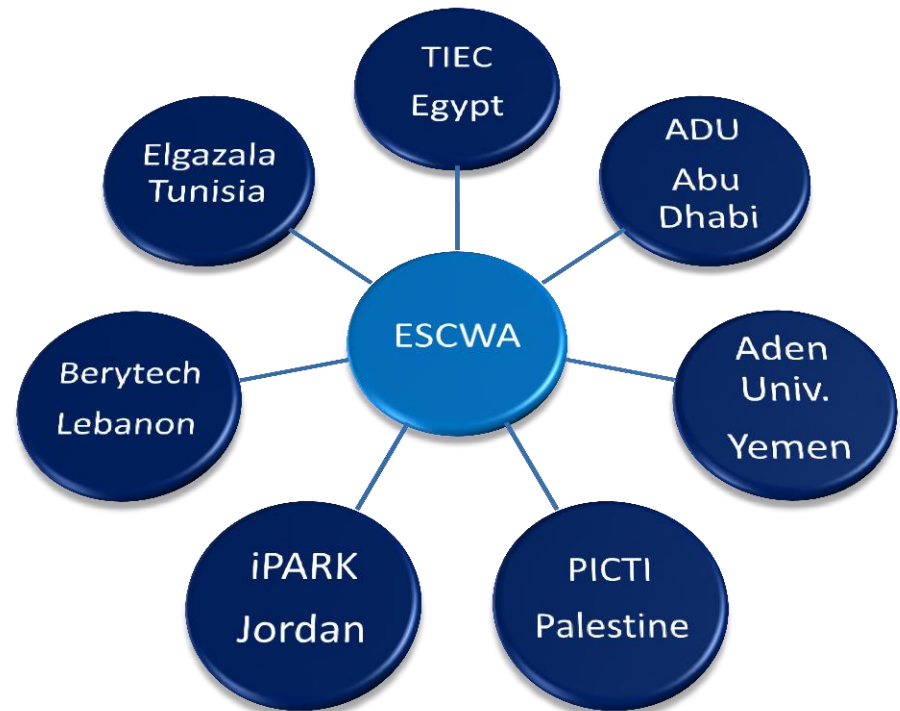 TIEC
Egypt
ADU
Abu
Dhabi
Elgazala
Tunisia
ESCWA
Aden
Univ.
Yemen
Berytech
Lebanon
iPARK
Jordan
PICTI
Palestine